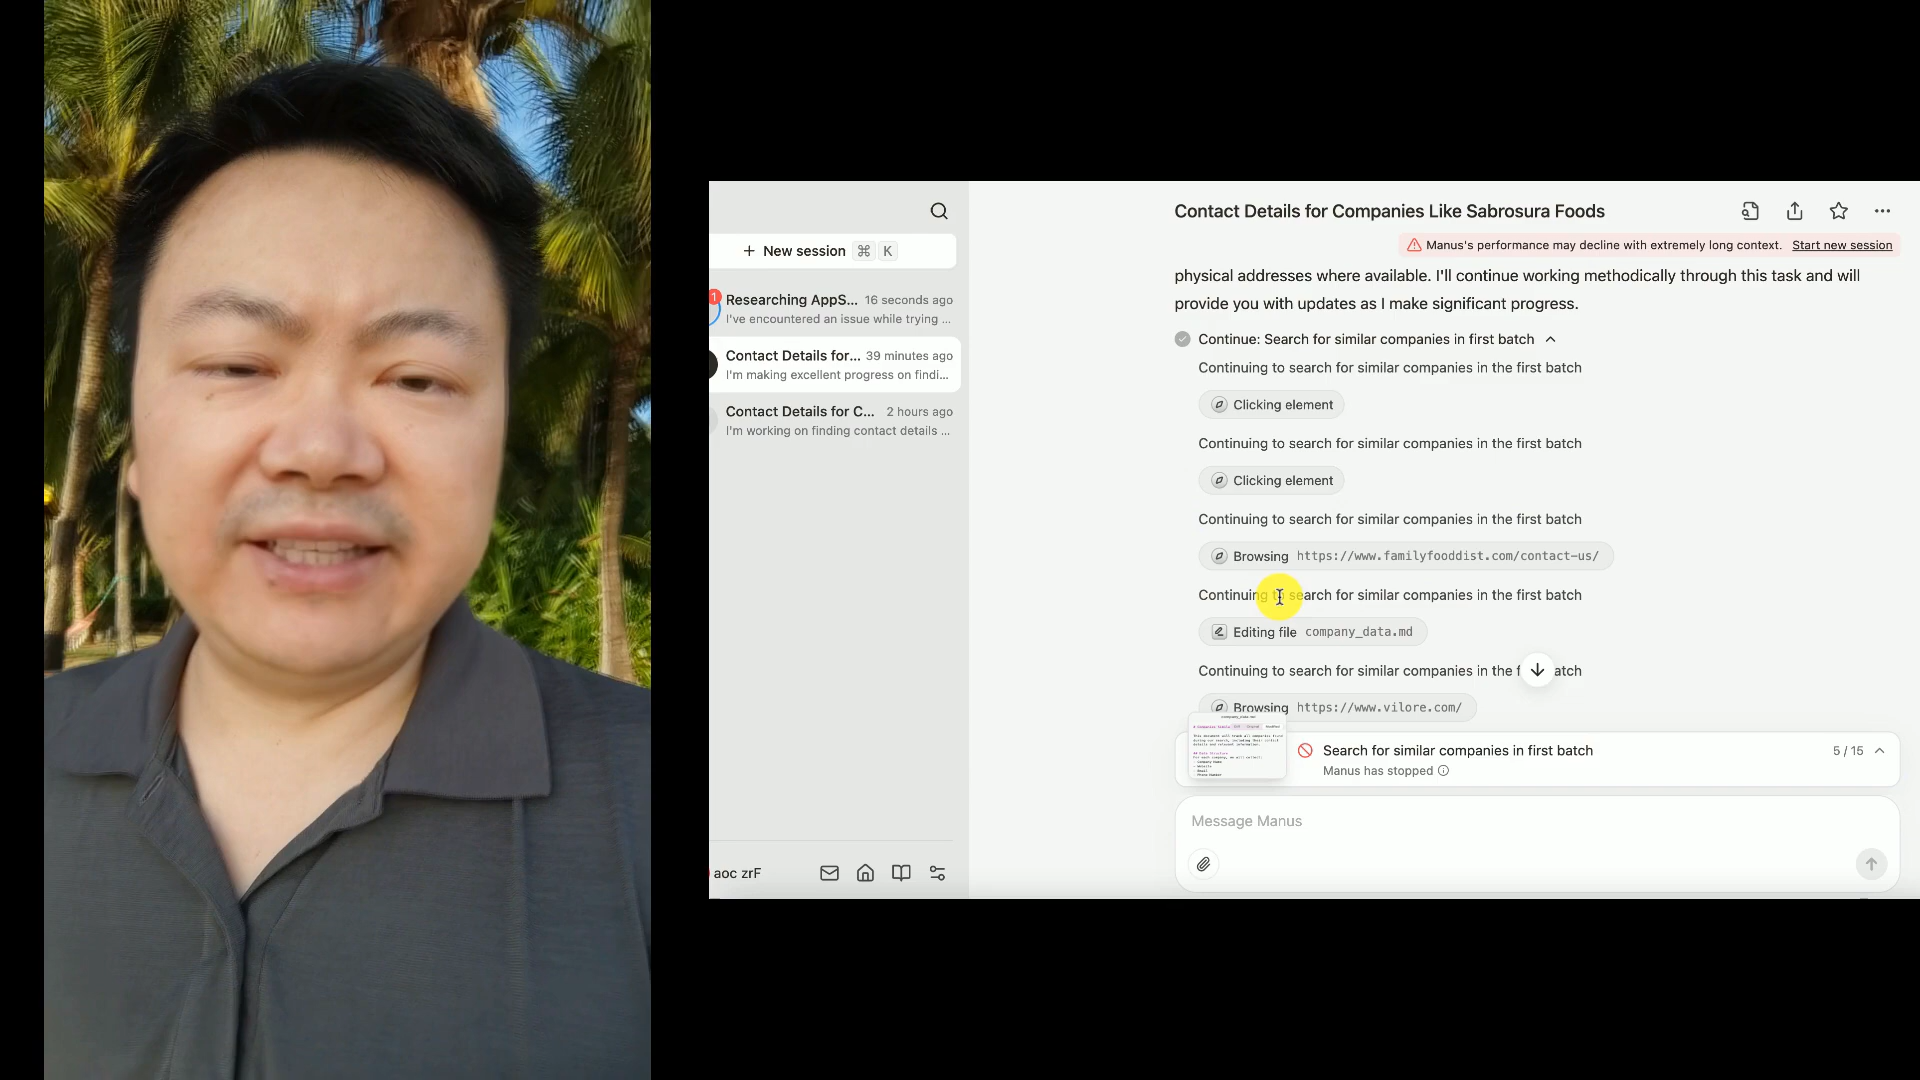 Contact Details for Companies Like Sabrosura Foods
Manus's performance may decline with extremely long context. Start new session
+ New session ⌘ K
1
Researching AppS... 16 seconds ago
I've encountered an issue while trying ...
Contact Details for... 39 minutes ago
I'm making excellent progress on findi...
Contact Details for C... 2 hours ago
I'm working on finding contact details ...
aoc zrF
physical addresses where available. I'll continue working methodically through this task and will
provide you with updates as I make significant progress.
Continue: Search for similar companies in first batch
Continuing to search for similar companies in the first batch
Clicking element
Continuing to search for similar companies in the first batch
Clicking element
Continuing to search for similar companies in the first batch
Browsing https://www.familyfooddist.com/contact-us/
Continuing to search for similar companies in the first batch
Editing file company_data.md
Continuing to search for similar companies in the f atch
Browsing https://www.vilore.com/
Search for similar companies in first batch 5 / 15
Manus has stopped
Message Manus